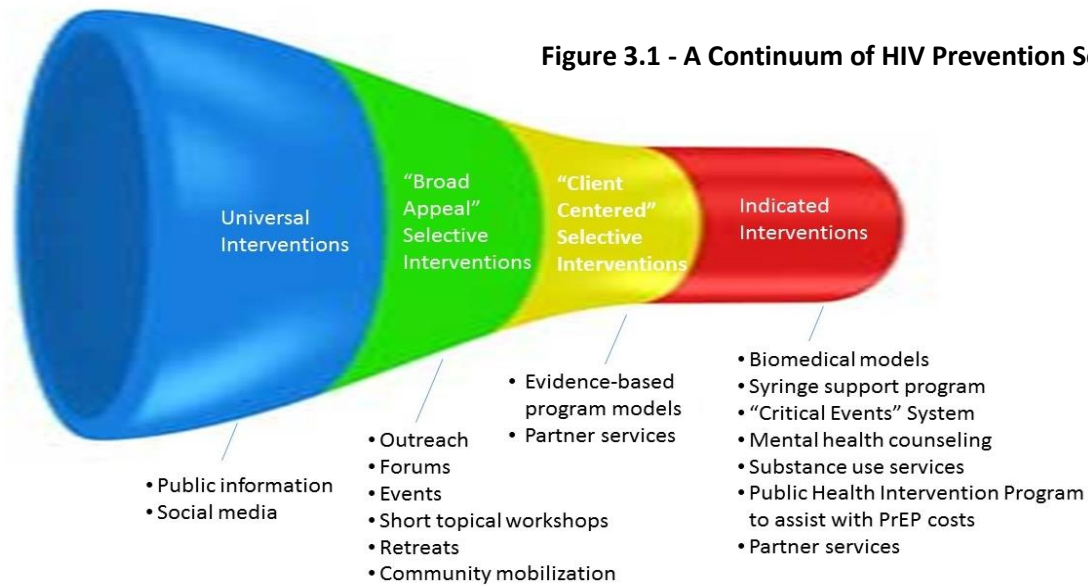 Figure 3.1 - A Continuum of HIV Prevention
Universal
Interventions
“Broad
Appeal”
Selective
Interventions
“Client
Centered”
Selective
Interventions
Indicated
Interventions
• Public information
• Social media
• Outreach
• Forums
• Events
• Short topical workshops
• Retreats
• Community mobilization
• Evidence-based
program models
• Partner services
• Biomedical models
• Syringe support program
• “Critical Events” System
• Mental health counseling
• Substance use services
• Public Health Intervention Program
to assist with PrEP costs
• Partner services